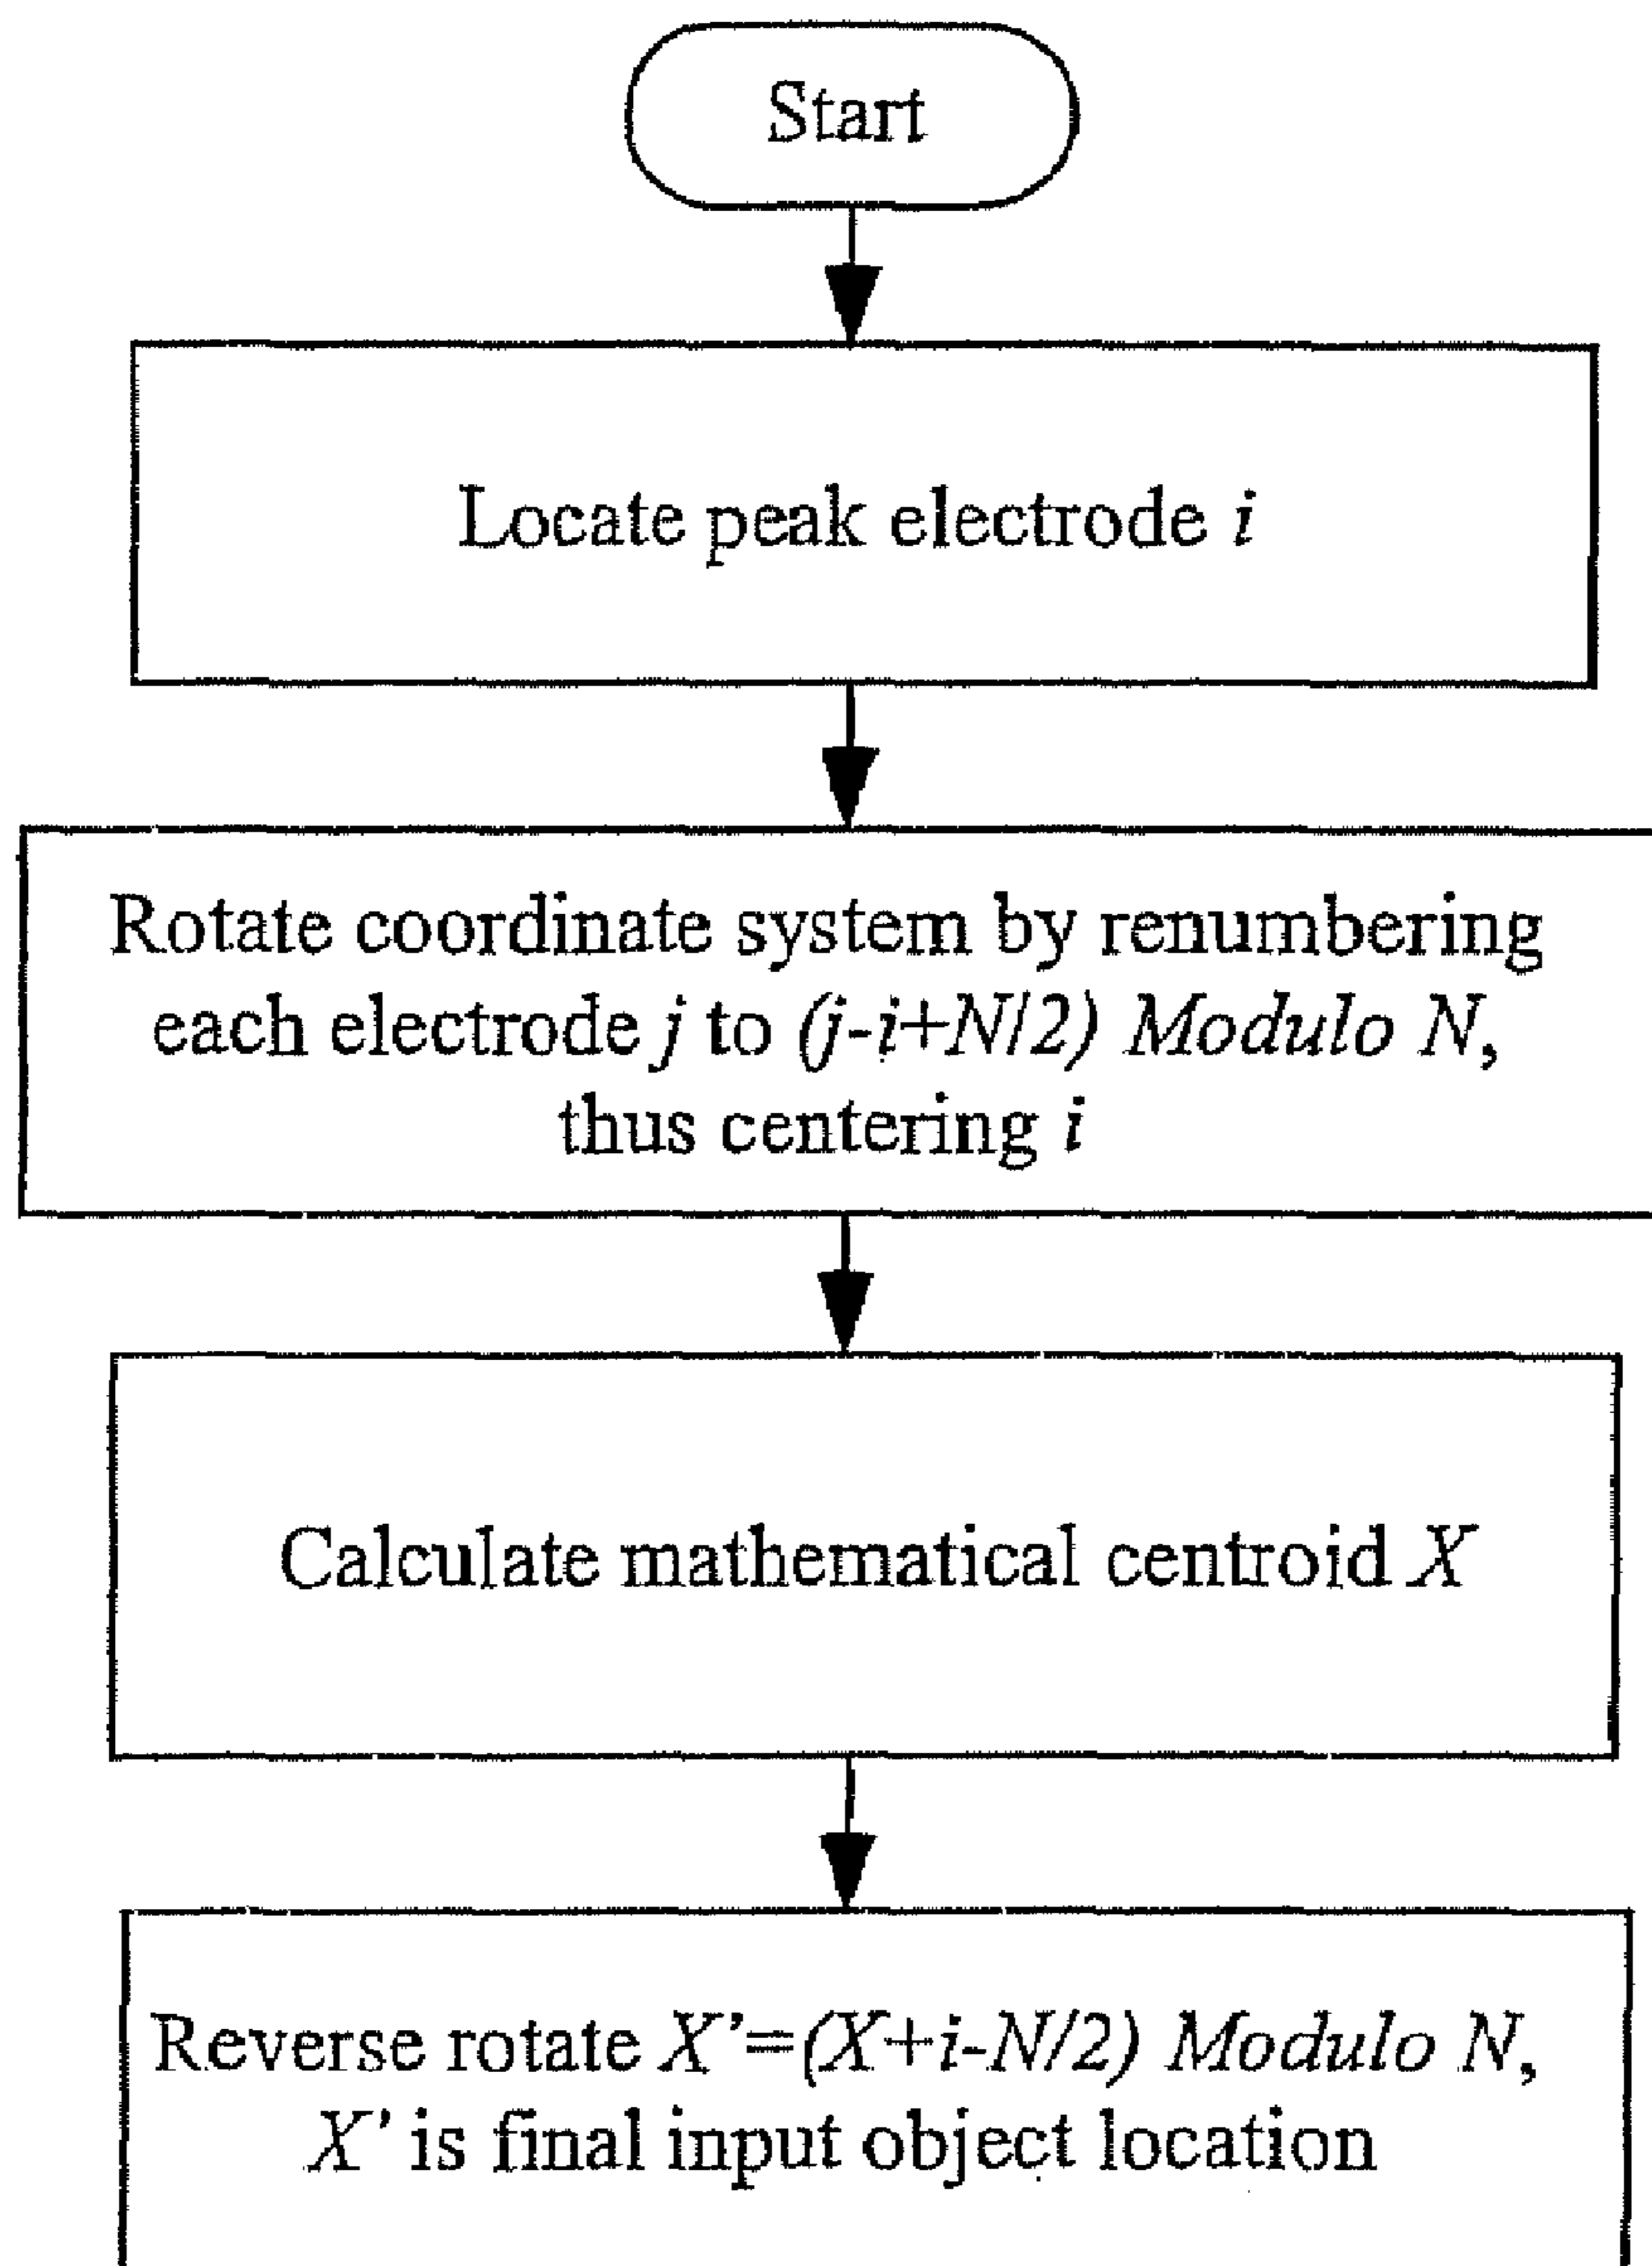 Start
Locate peak electrode i
Rotate coordinate system by renumbering
each electrode j to (j-i+N/2) Modulo N,
thus centering i
Calculate mathematical centroid X
Reverse rotate X’=(X+i-N/2) Modulo N,
X’ is final input object location